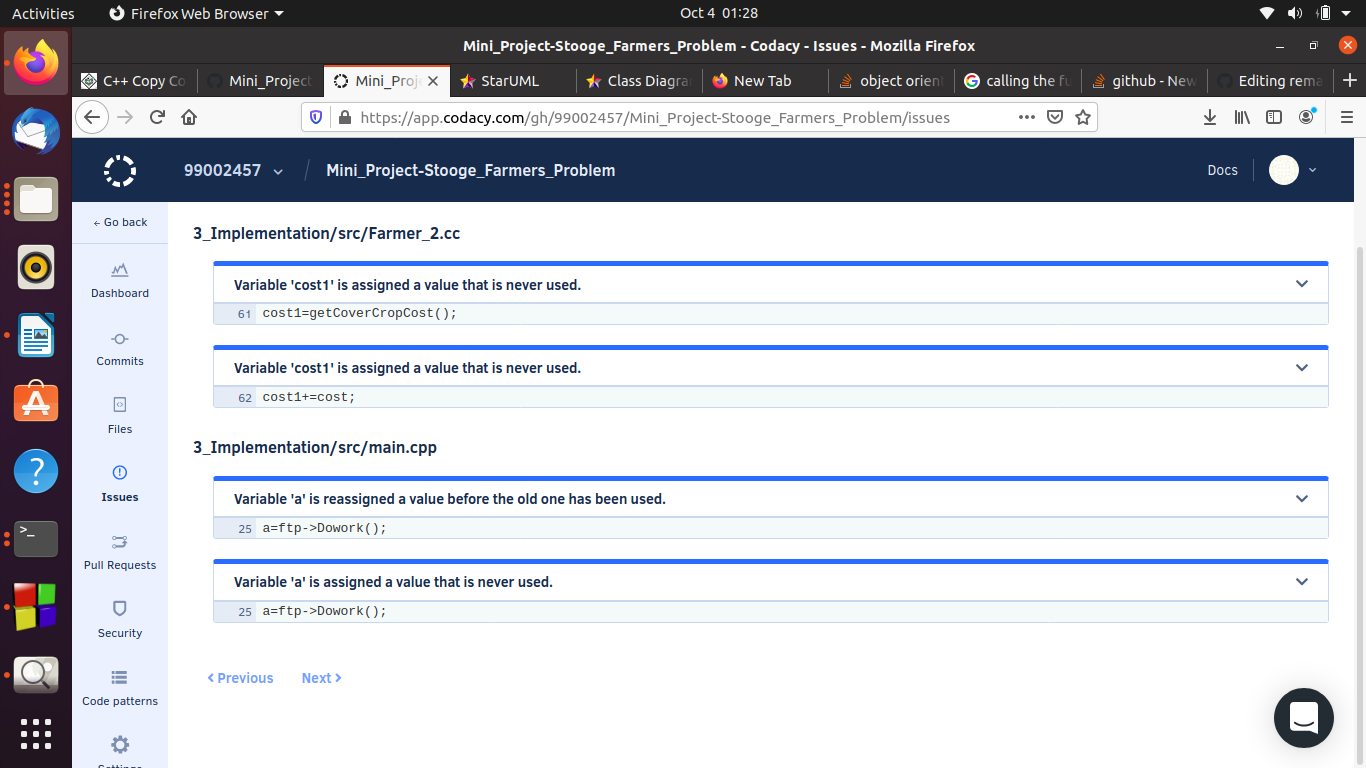 Activities Firefox Web Browser Oct 4 01:28
Mini_Project-Stooge_Farmers_Problem - Codacy - Issues - Mozilla Firefox
C++ Copy Co Mini_Project Mini_Proj StarUML Class Diagra New Tab object orien calling the fu github - New Editing rema
https://app.codacy.com/gh/99002457/Mini_Project-Stooge_Farmers_Problem/issues
99002457 / Mini_Project-Stooge_Farmers_Problem Docs
← Go back
Dashboard
Commits
Files
Issues
Pull Requests
Security
Code patterns
Settings
3_Implementation/src/Farmer_2.cc
Variable 'cost1' is assigned a value that is never used.
61 cost1=getCoverCropCost();
Variable 'cost1' is assigned a value that is never used.
62 cost1+=cost;
3_Implementation/src/main.cpp
Variable 'a' is reassigned a value before the old one has been used.
25 a=ftp->Dowork();
Variable 'a' is assigned a value that is never used.
25 a=ftp->Dowork();
Previous Next